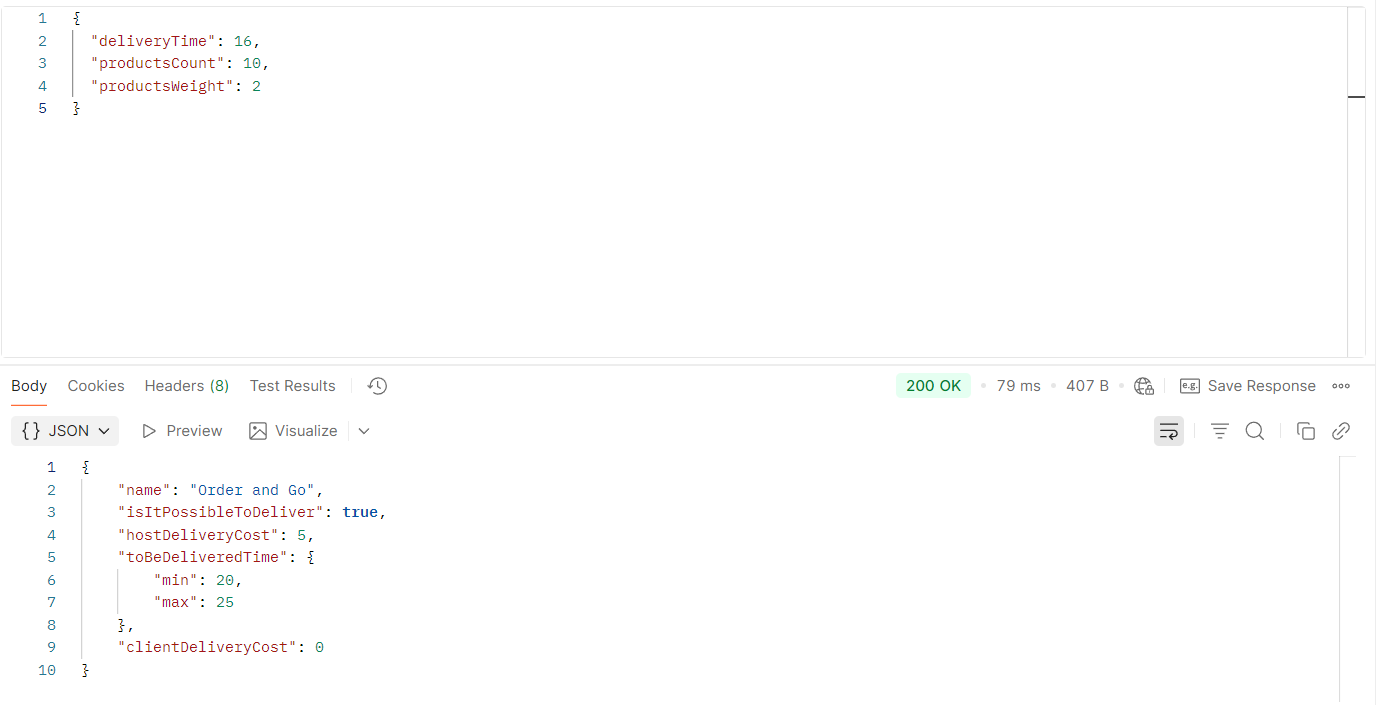 1 {
2 "deliveryTime": 16,
3 "productsCount": 10,
4 "productsWeight": 2
5 }
Body Cookies Headers (8) Test Results 200 OK 79 ms 407 B e.g. Save Response
{} JSON Preview Visualize
1 {
2 "name": "Order and Go",
3 "isItPossibleToDeliver": true,
4 "hostDeliveryCost": 5,
5 "toBeDeliveredTime": {
6 "min": 20,
7 "max": 25
8 },
9 "clientDeliveryCost": 0
10 }